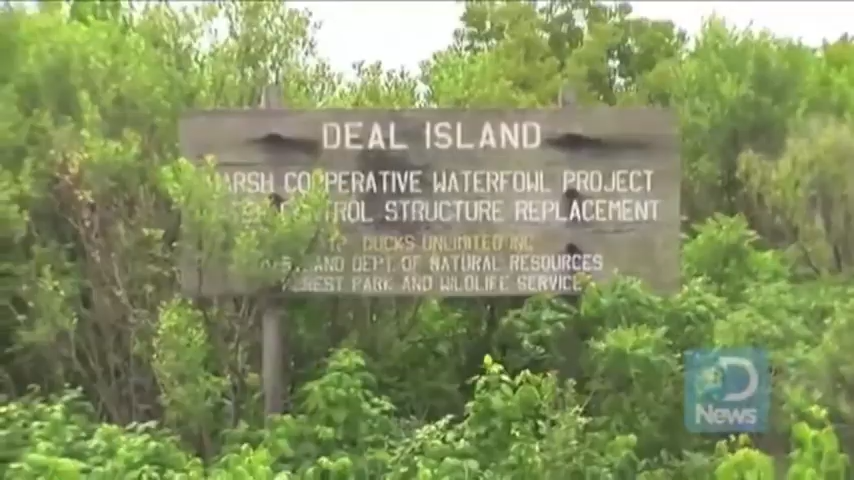 DEAL ISLAND
MARSH COOPERATIVE WATERFOWL PROJECT
CONTROL STRUCTURE REPLACEMENT
DUCKS UNLIMITED INC
DEPT. OF NATURAL RESOURCES
FOREST PARK AND WILDLIFE SERVICE
D
News